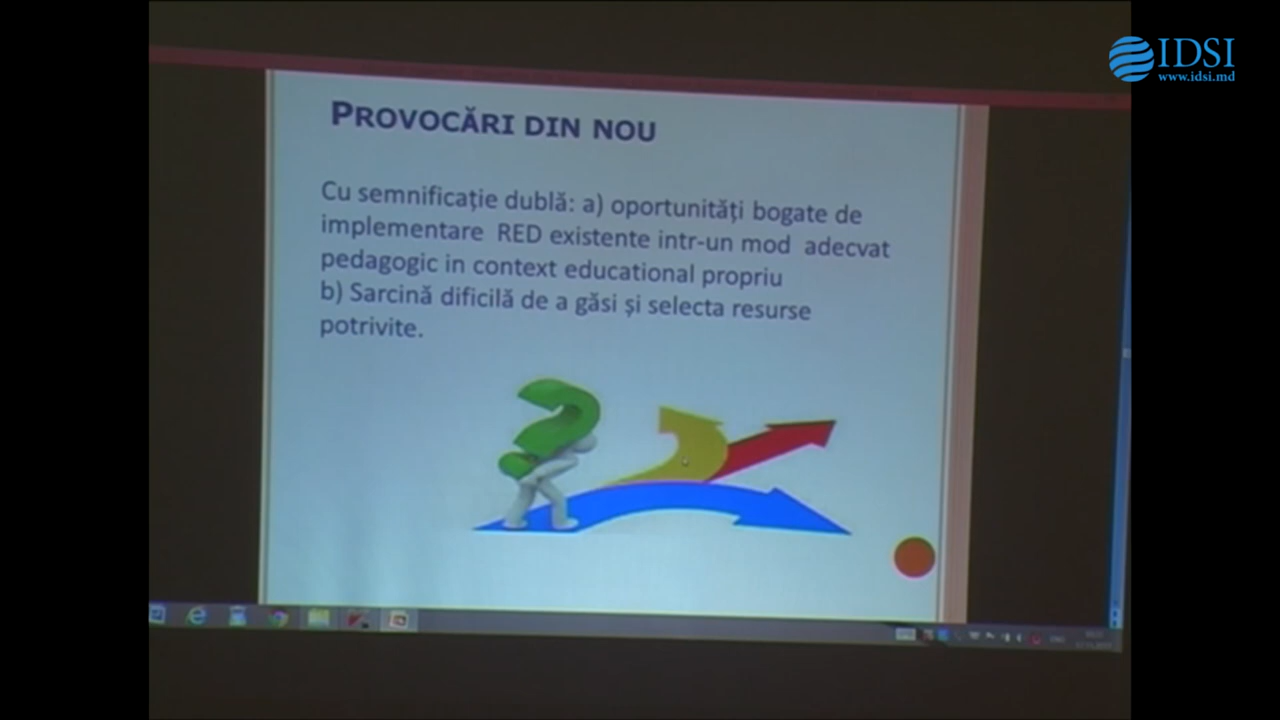 IDSI
www.idsi.md
PROVOCĂRI DIN NOU
Cu semnificație dublă: a) oportunități bogate de
implementare RED existente intr-un mod adecvat
pedagogic in context educational propriu
b) Sarcină dificilă de a găsi și selecta resurse
potrivite.